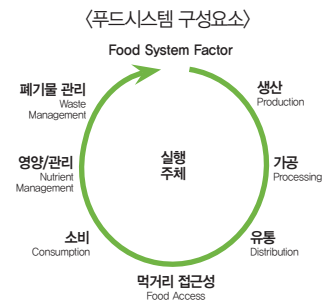 〈푸드시스템 구성요소〉
Food System Factor
생산
Production
가공
Processing
유통
Distribution
먹거리 접근성
Food Access
소비
Consumption
영양/관리
Nutrient
Management
폐기물 관리
Waste
Management
실행
주체